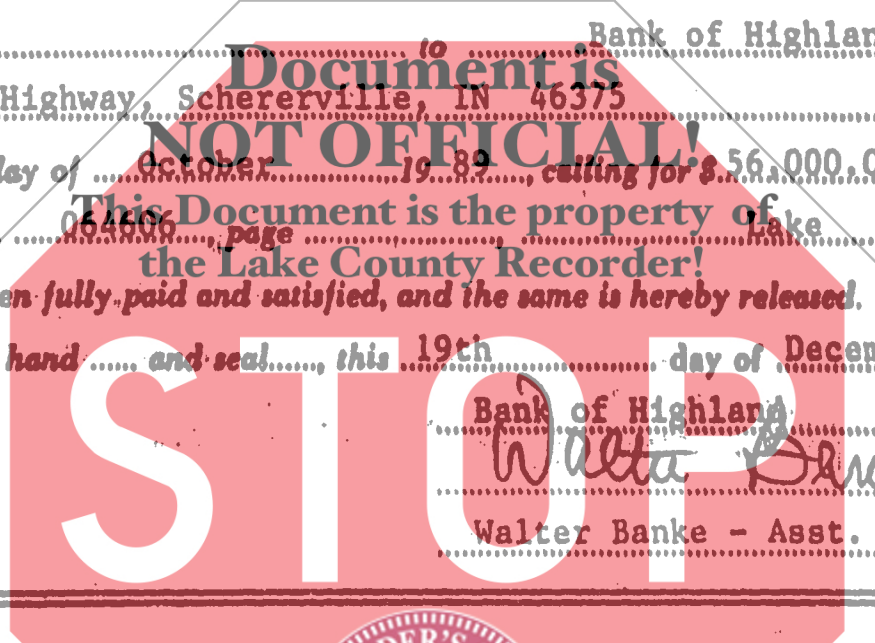 to Bank of Highlan
Document is
Highway, Schererville, IN 46375
NOT OFFICIAL!
day of October 19 89, calling for $ 56,000.0
This Document is the property of
064606, page Lake
the Lake County Recorder!
en fully paid and satisfied, and the same is hereby released.
hand and seal, this 19th day of Decem
STOP
Bank of Highland
Walter
Walter Banke - Asst.
DER'S